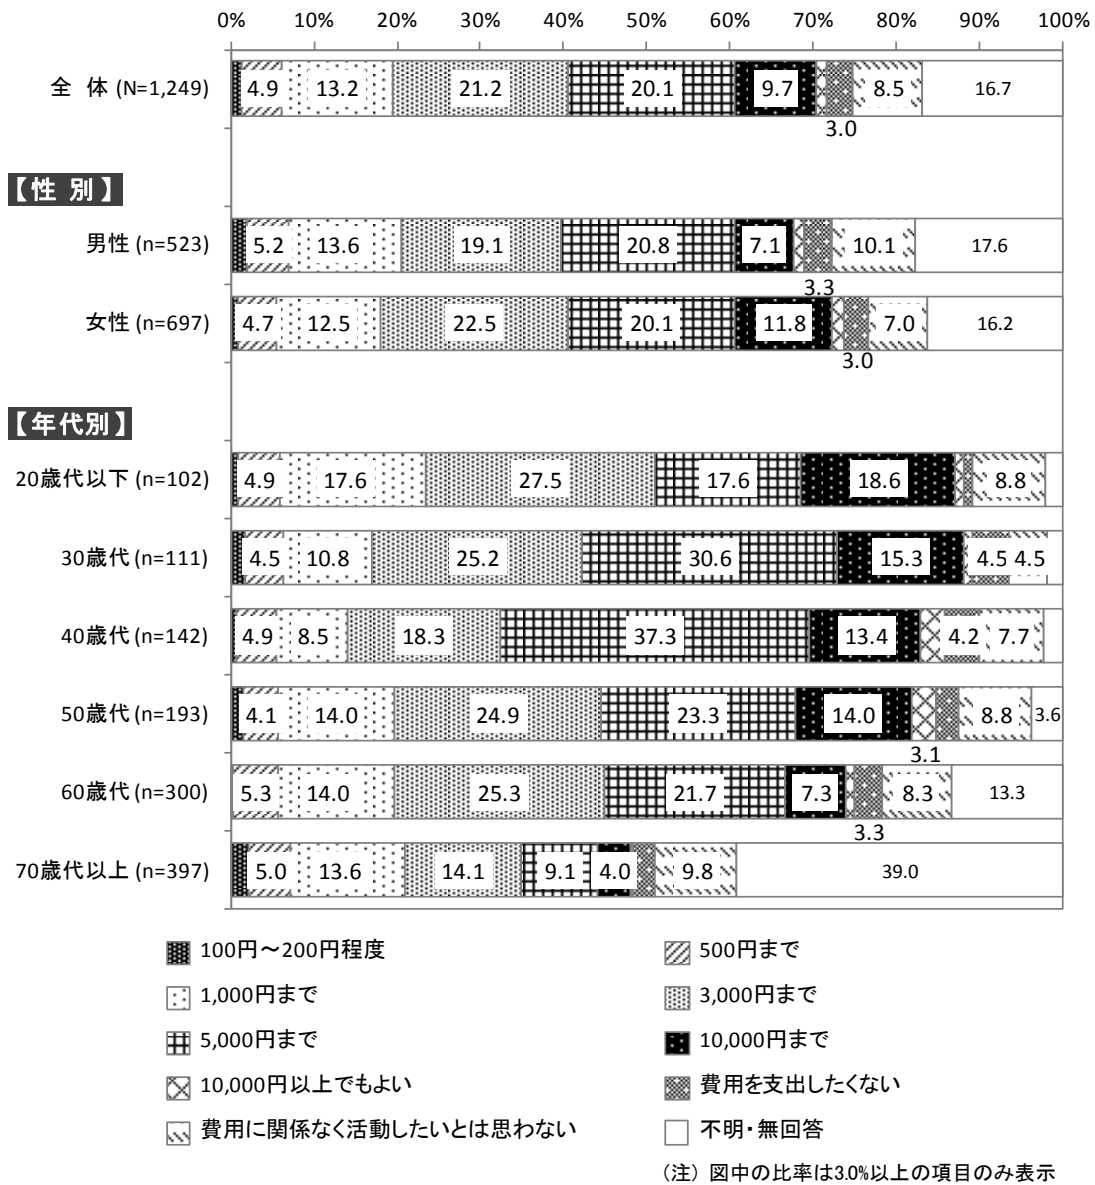 0% 10% 20% 30% 40% 50% 60% 70% 80% 90% 100%
全 体 (N=1,249) 4.9 13.2 21.2 20.1 9.7 8.5 16.7
3.0
【性 別】
男性 (n=523) 5.2 13.6 19.1 20.8 7.1 10.1 17.6
3.3
女性 (n=697) 4.7 12.5 22.5 20.1 11.8 7.0 16.2
3.0
【年代別】
20歳代以下 (n=102) 4.9 17.6 27.5 17.6 18.6 8.8
30歳代 (n=111) 4.5 10.8 25.2 30.6 15.3 4.5 4.5
40歳代 (n=142) 4.9 8.5 18.3 37.3 13.4 4.2 7.7
50歳代 (n=193) 4.1 14.0 24.9 23.3 14.0 8.8 3.6
3.1
60歳代 (n=300) 5.3 14.0 25.3 21.7 7.3 8.3 13.3
3.3
70歳代以上 (n=397) 5.0 13.6 14.1 9.1 4.0 9.8 39.0
100円～200円程度 500円まで
1,000円まで 3,000円まで
5,000円まで 10,000円まで
10,000円以上でもよい 費用を支出したくない
費用に関係なく活動したいとは思わない 不明・無回答
(注) 図中の比率は3.0%以上の項目のみ表示